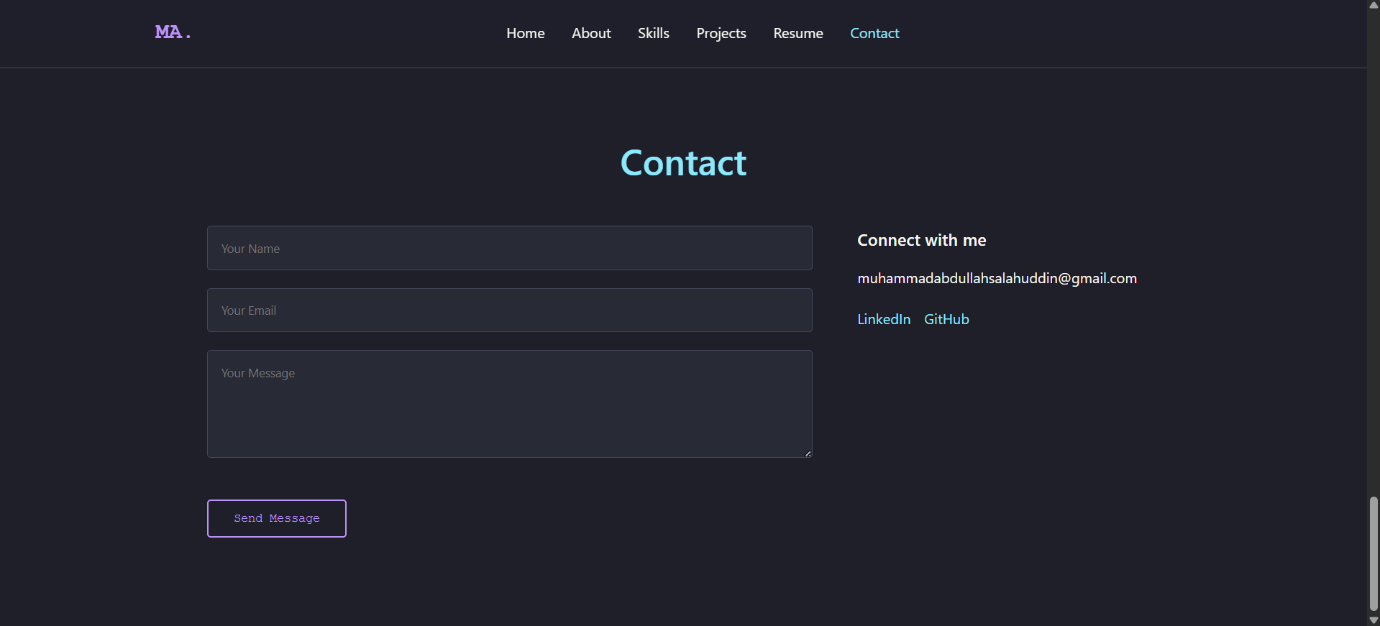 MA.
Home About Skills Projects Resume Contact
Contact
Your Name
Your Email
Your Message
Send Message
Connect with me
muhammadabdullahsalahuddin@gmail.com
LinkedIn GitHub